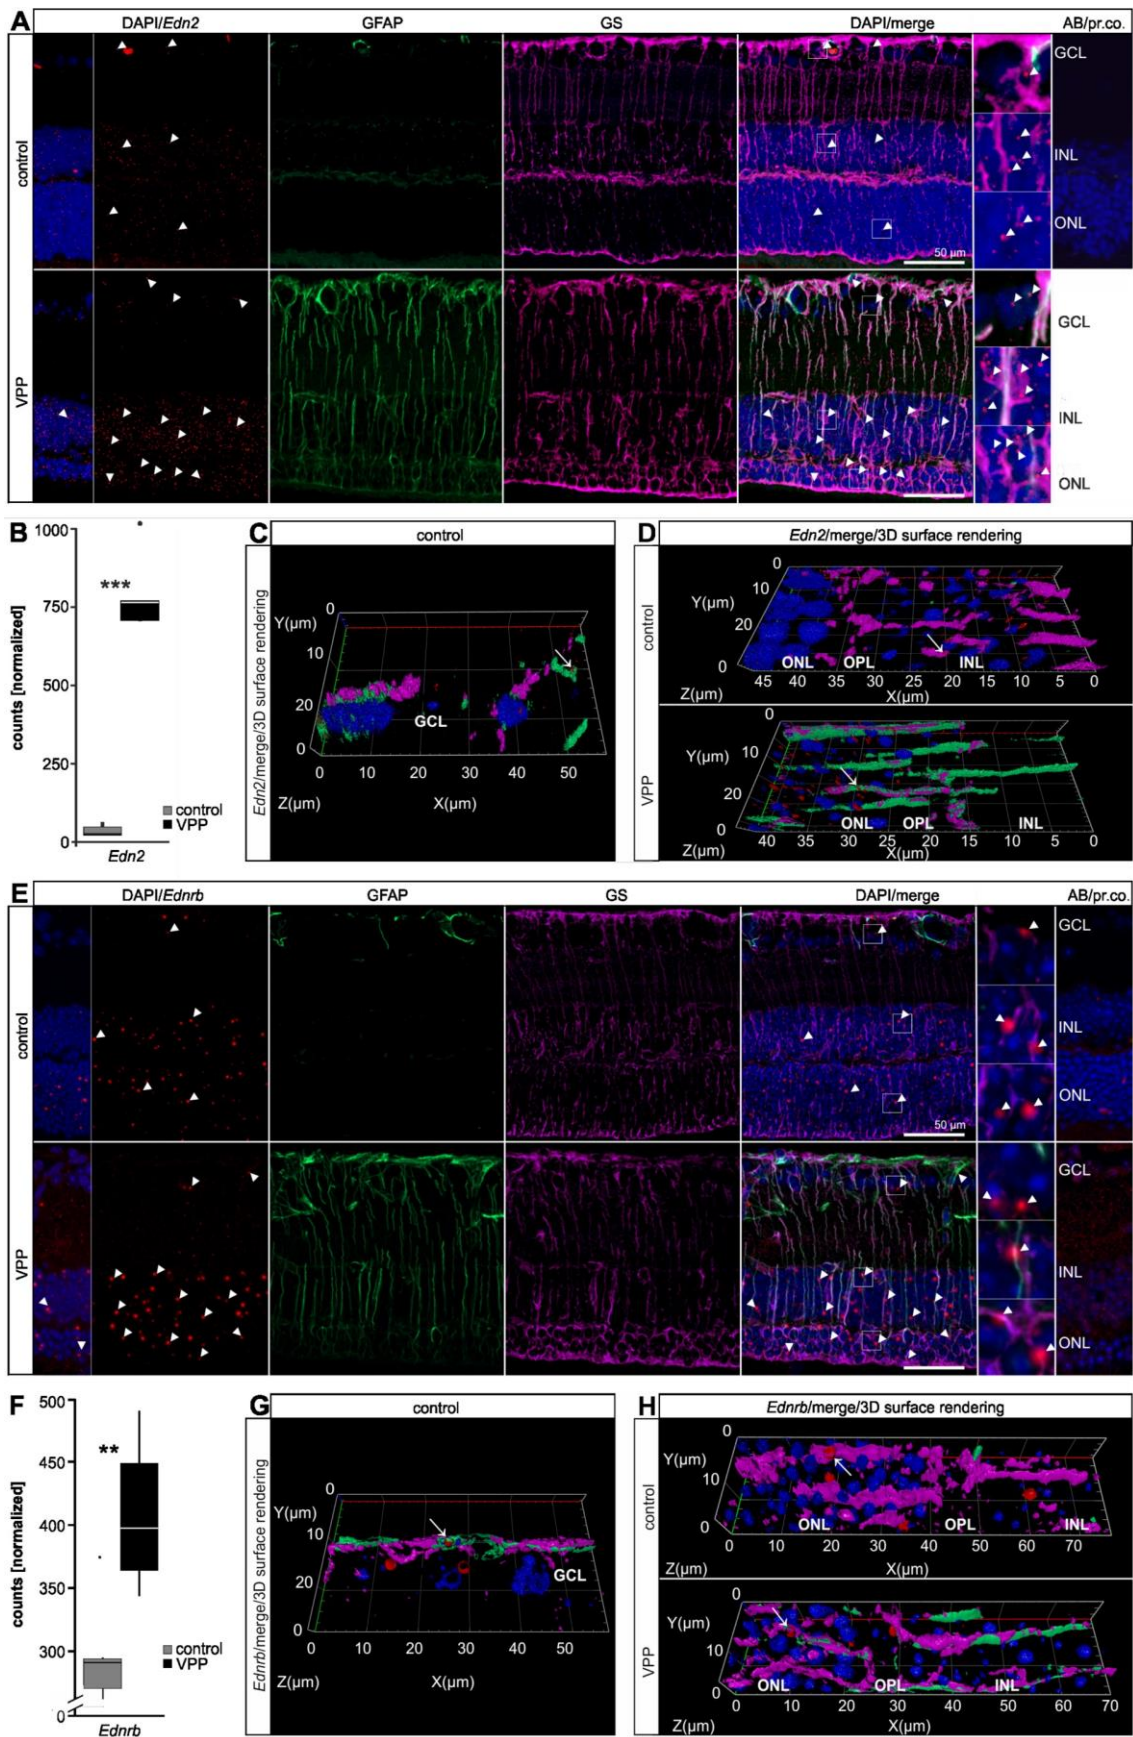 A
DAPI/Edn2 GFAP GS DAPI/merge AB/pr.co.
control
GCL
INL
ONL
50 µm
VPP
GCL
INL
ONL
B
counts [normalized]
1000
750
500
250
0
***
control
VPP
Edn2
C
control
Edn2/merge/3D surface rendering
0
Y(µm)
10
20
0
GCL
0 10 20 30 40 50
Z(µm) X(µm)
D
Edn2/merge/3D surface rendering
control
0
10
Y(µm)
20
0
ONL OPL INL
Z(µm) 45 40 35 30 25 20 15 10 5 0
X(µm)
VPP
0
Y(µm) 10
20
0
ONL OPL INL
Z(µm) 40 35 30 25 20 15 10 5 0
X(µm)
E
DAPI/Ednrb GFAP GS DAPI/merge AB/pr.co.
control
GCL
INL
ONL
50 µm
VPP
GCL
INL
ONL
F
counts [normalized]
500
450
400
350
300
0
**
control
VPP
Ednrb
G
control
Ednrb/merge/3D surface rendering
0
Y(µm)
10
20
0
GCL
0 10 20 30 40 50
Z(µm) X(µm)
H
Ednrb/merge/3D surface rendering
control
0
Y(µm)
10
0
ONL OPL INL
0 10 20 30 40 50 60 70
Z(µm) X(µm)
VPP
0
Y(µm)
10
0
ONL OPL INL
0 10 20 30 40 50 60 70
Z(µm) X(µm)